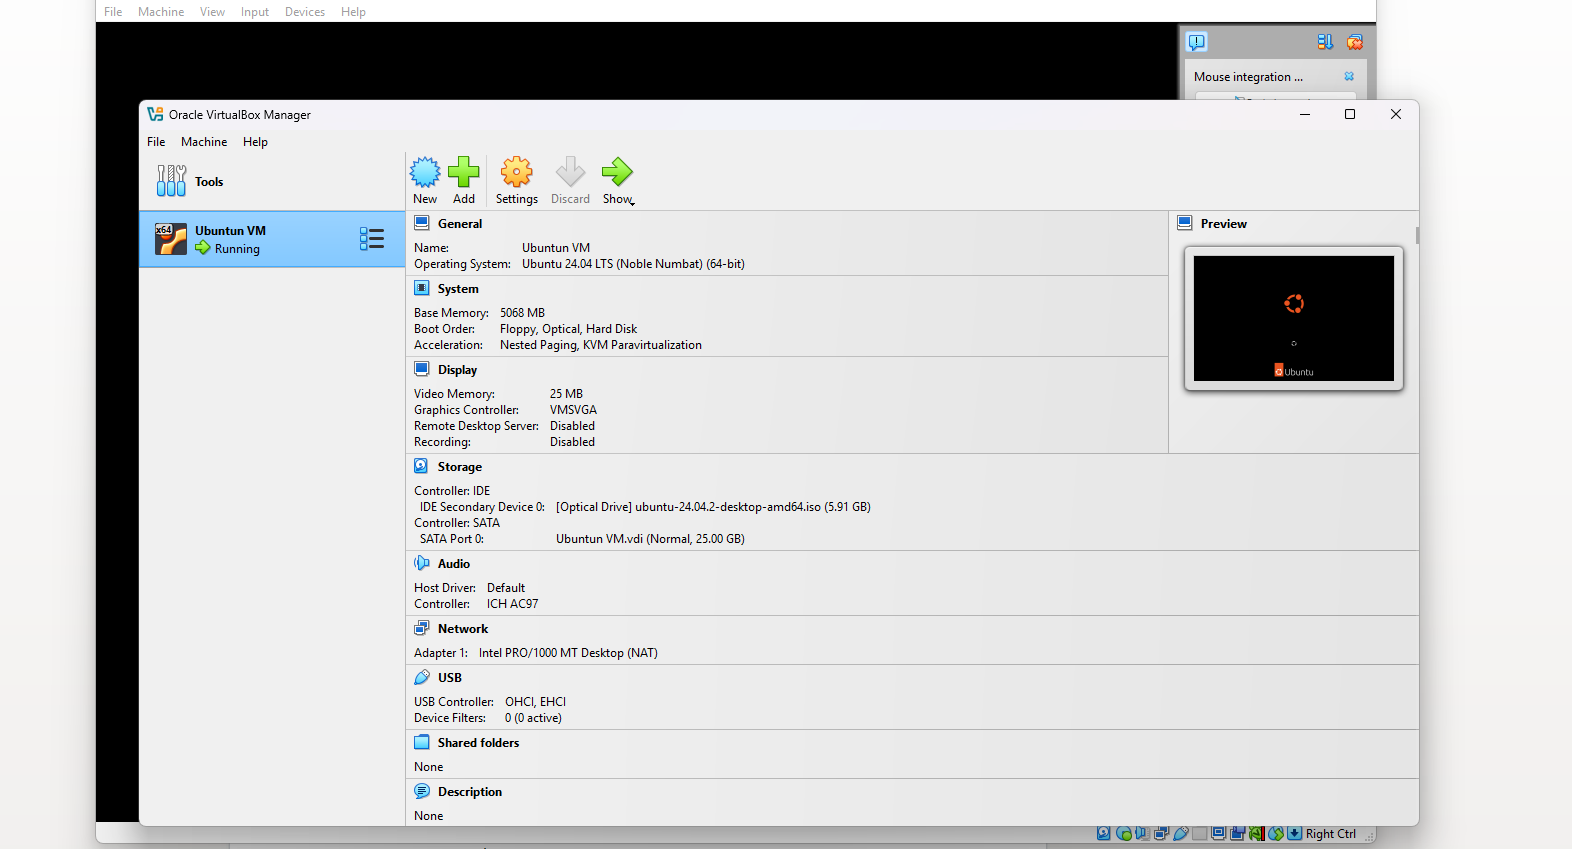 File Machine View Input Devices Help
Mouse integration ...
Oracle VirtualBox Manager
File Machine Help
Tools
New Add Settings Discard Show
x64
Ubuntun VM
Running
General
Name: Ubuntun VM
Operating System: Ubuntu 24.04 LTS (Noble Numbat) (64-bit)
Preview
Ubuntu
System
Base Memory: 5068 MB
Boot Order: Floppy, Optical, Hard Disk
Acceleration: Nested Paging, KVM Paravirtualization
Display
Video Memory: 25 MB
Graphics Controller: VMSVGA
Remote Desktop Server: Disabled
Recording: Disabled
Storage
Controller: IDE
IDE Secondary Device 0: [Optical Drive] ubuntu-24.04.2-desktop-amd64.iso (5.91 GB)
Controller: SATA
SATA Port 0: Ubuntun VM.vdi (Normal, 25.00 GB)
Audio
Host Driver: Default
Controller: ICH AC97
Network
Adapter 1: Intel PRO/1000 MT Desktop (NAT)
USB
USB Controller: OHCI, EHCI
Device Filters: 0 (0 active)
Shared folders
None
Description
None
Right Ctrl